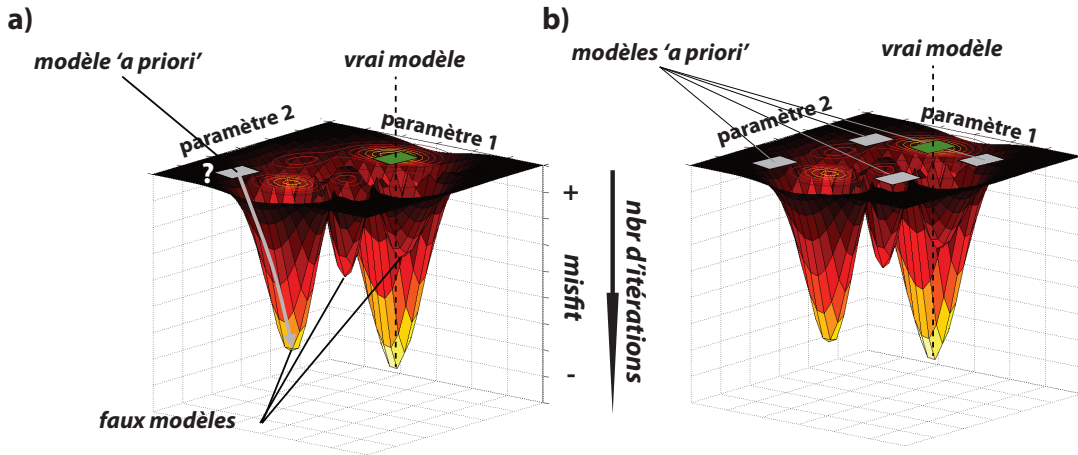 a)
modèle ‘a priori’
vrai modèle
paramètre 2
paramètre 1
?
+
misfit
-
faux modèles
nbr d’itérations
b)
modèles ‘a priori’
vrai modèle
paramètre 2
paramètre 1